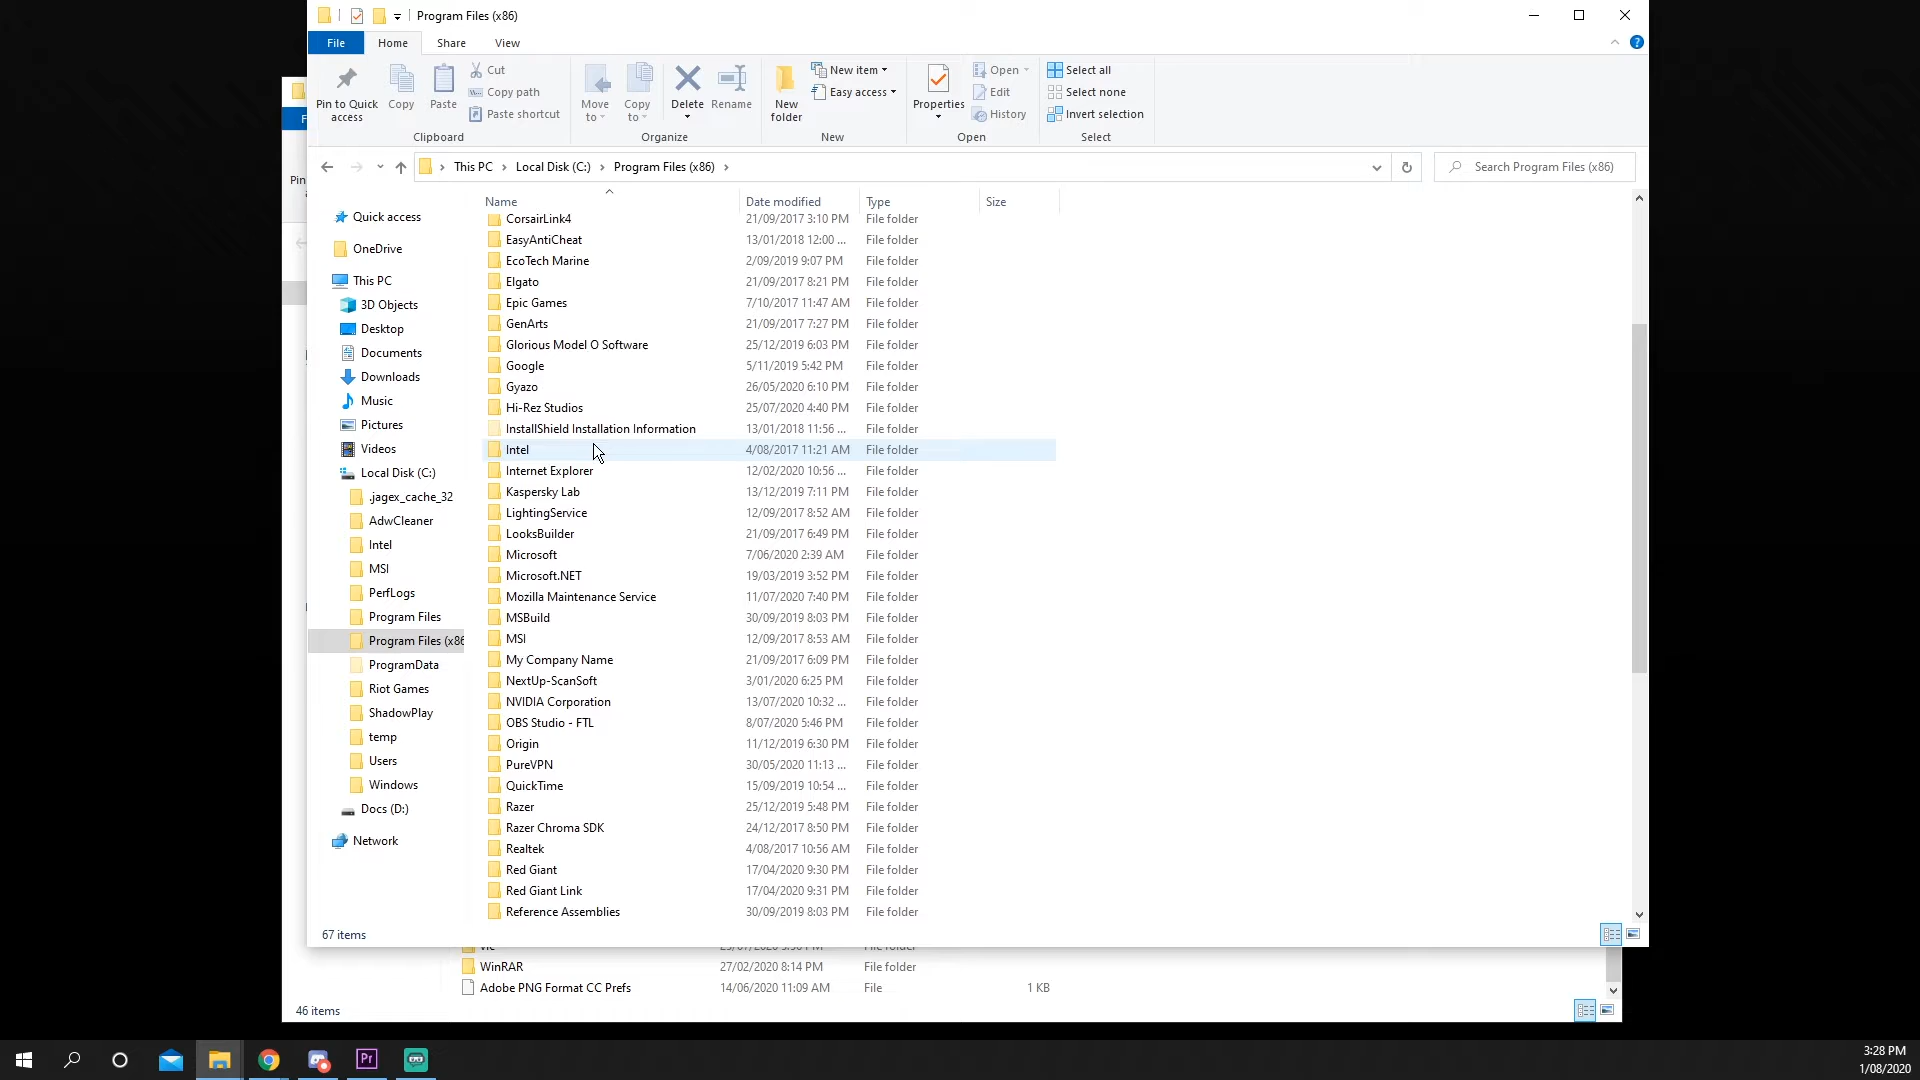 Program Files (x86)
File Home Share View
Pin to Quick access
Copy
Paste
Cut
Copy path
Paste shortcut
Clipboard
Move to
Copy to
Delete
Rename
Organize
New folder
New item
Easy access
New
Properties
Open
Edit
History
Open
Select all
Select none
Invert selection
Select
This PC > Local Disk (C:) > Program Files (x86) >
Search Program Files (x86)
F
Pin
Quick access
OneDrive
This PC
3D Objects
Desktop
Documents
Downloads
Music
Pictures
Videos
Local Disk (C:)
.jagex_cache_32
AdwCleaner
Intel
MSI
PerfLogs
Program Files
Program Files (x86
ProgramData
Riot Games
ShadowPlay
temp
Users
Windows
Docs (D:)
Network
Name Date modified Type Size
CorsairLink4 21/09/2017 3:10 PM File folder
EasyAntiCheat 13/01/2018 12:00 ... File folder
EcoTech Marine 2/09/2019 9:07 PM File folder
Elgato 21/09/2017 8:21 PM File folder
Epic Games 7/10/2017 11:47 AM File folder
GenArts 21/09/2017 7:27 PM File folder
Glorious Model O Software 25/12/2019 6:03 PM File folder
Google 5/11/2019 5:42 PM File folder
Gyazo 26/05/2020 6:10 PM File folder
Hi-Rez Studios 25/07/2020 4:40 PM File folder
InstallShield Installation Information 13/01/2018 11:56 ... File folder
Intel 4/08/2017 11:21 AM File folder
Internet Explorer 12/02/2020 10:56 ... File folder
Kaspersky Lab 13/12/2019 7:11 PM File folder
LightingService 12/09/2017 8:52 AM File folder
LooksBuilder 21/09/2017 6:49 PM File folder
Microsoft 7/06/2020 2:39 AM File folder
Microsoft.NET 19/03/2019 3:52 PM File folder
Mozilla Maintenance Service 11/07/2020 7:40 PM File folder
MSBuild 30/09/2019 8:03 PM File folder
MSI 12/09/2017 8:53 AM File folder
My Company Name 21/09/2017 6:09 PM File folder
NextUp-ScanSoft 3/01/2020 6:25 PM File folder
NVIDIA Corporation 13/07/2020 10:32 ... File folder
OBS Studio - FTL 8/07/2020 5:46 PM File folder
Origin 11/12/2019 6:30 PM File folder
PureVPN 30/05/2020 11:13 ... File folder
QuickTime 15/09/2019 10:54 ... File folder
Razer 25/12/2019 5:48 PM File folder
Razer Chroma SDK 24/12/2017 8:50 PM File folder
Realtek 4/08/2017 10:56 AM File folder
Red Giant 17/04/2020 9:30 PM File folder
Red Giant Link 17/04/2020 9:31 PM File folder
Reference Assemblies 30/09/2019 8:03 PM File folder
67 items
WinRAR 27/02/2020 8:14 PM File folder
Adobe PNG Format CC Prefs 14/06/2020 11:09 AM File 1 KB
46 items
Pr
3:28 PM
1/08/2020